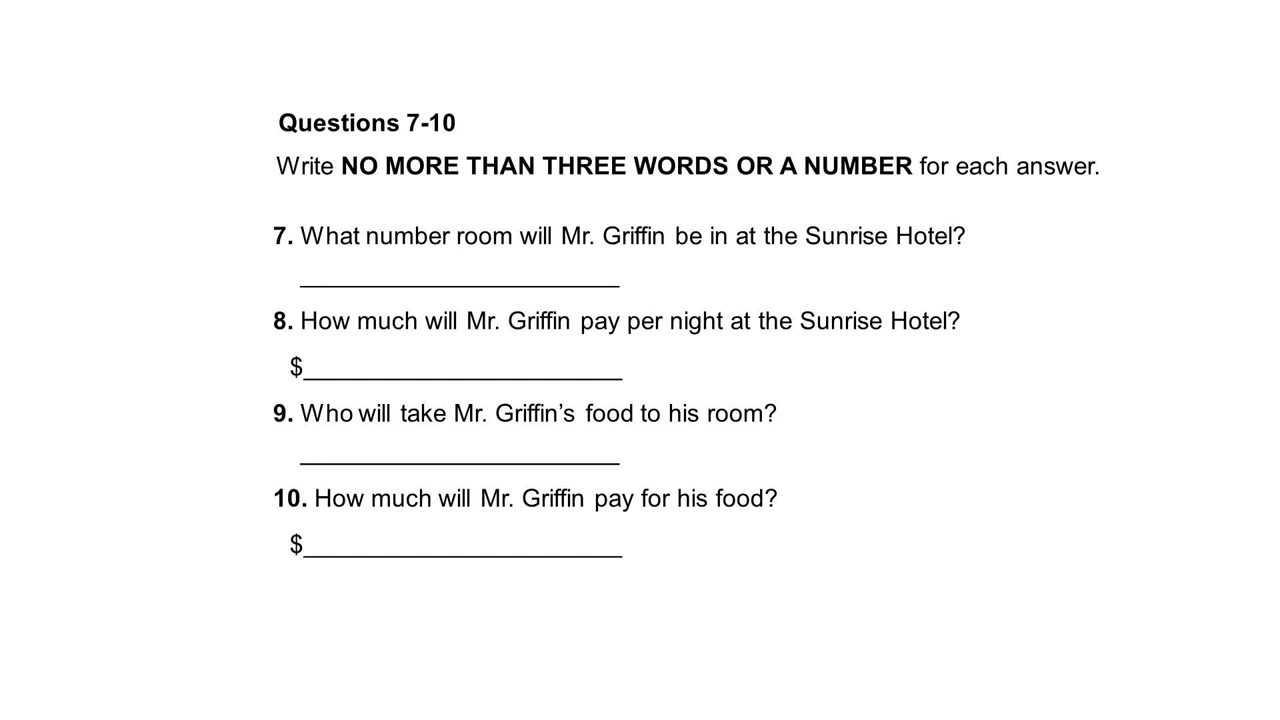 Questions 7-10
Write NO MORE THAN THREE WORDS OR A NUMBER for each answer.
7. What number room will Mr. Griffin be in at the Sunrise Hotel?
________________________
8. How much will Mr. Griffin pay per night at the Sunrise Hotel?
$________________________
9. Who will take Mr. Griffin’s food to his room?
________________________
10. How much will Mr. Griffin pay for his food?
$________________________